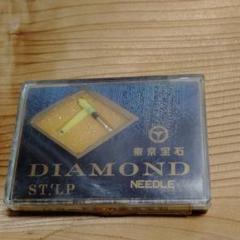 東京宝石
DIAMOND
ST/LP NEEDLE